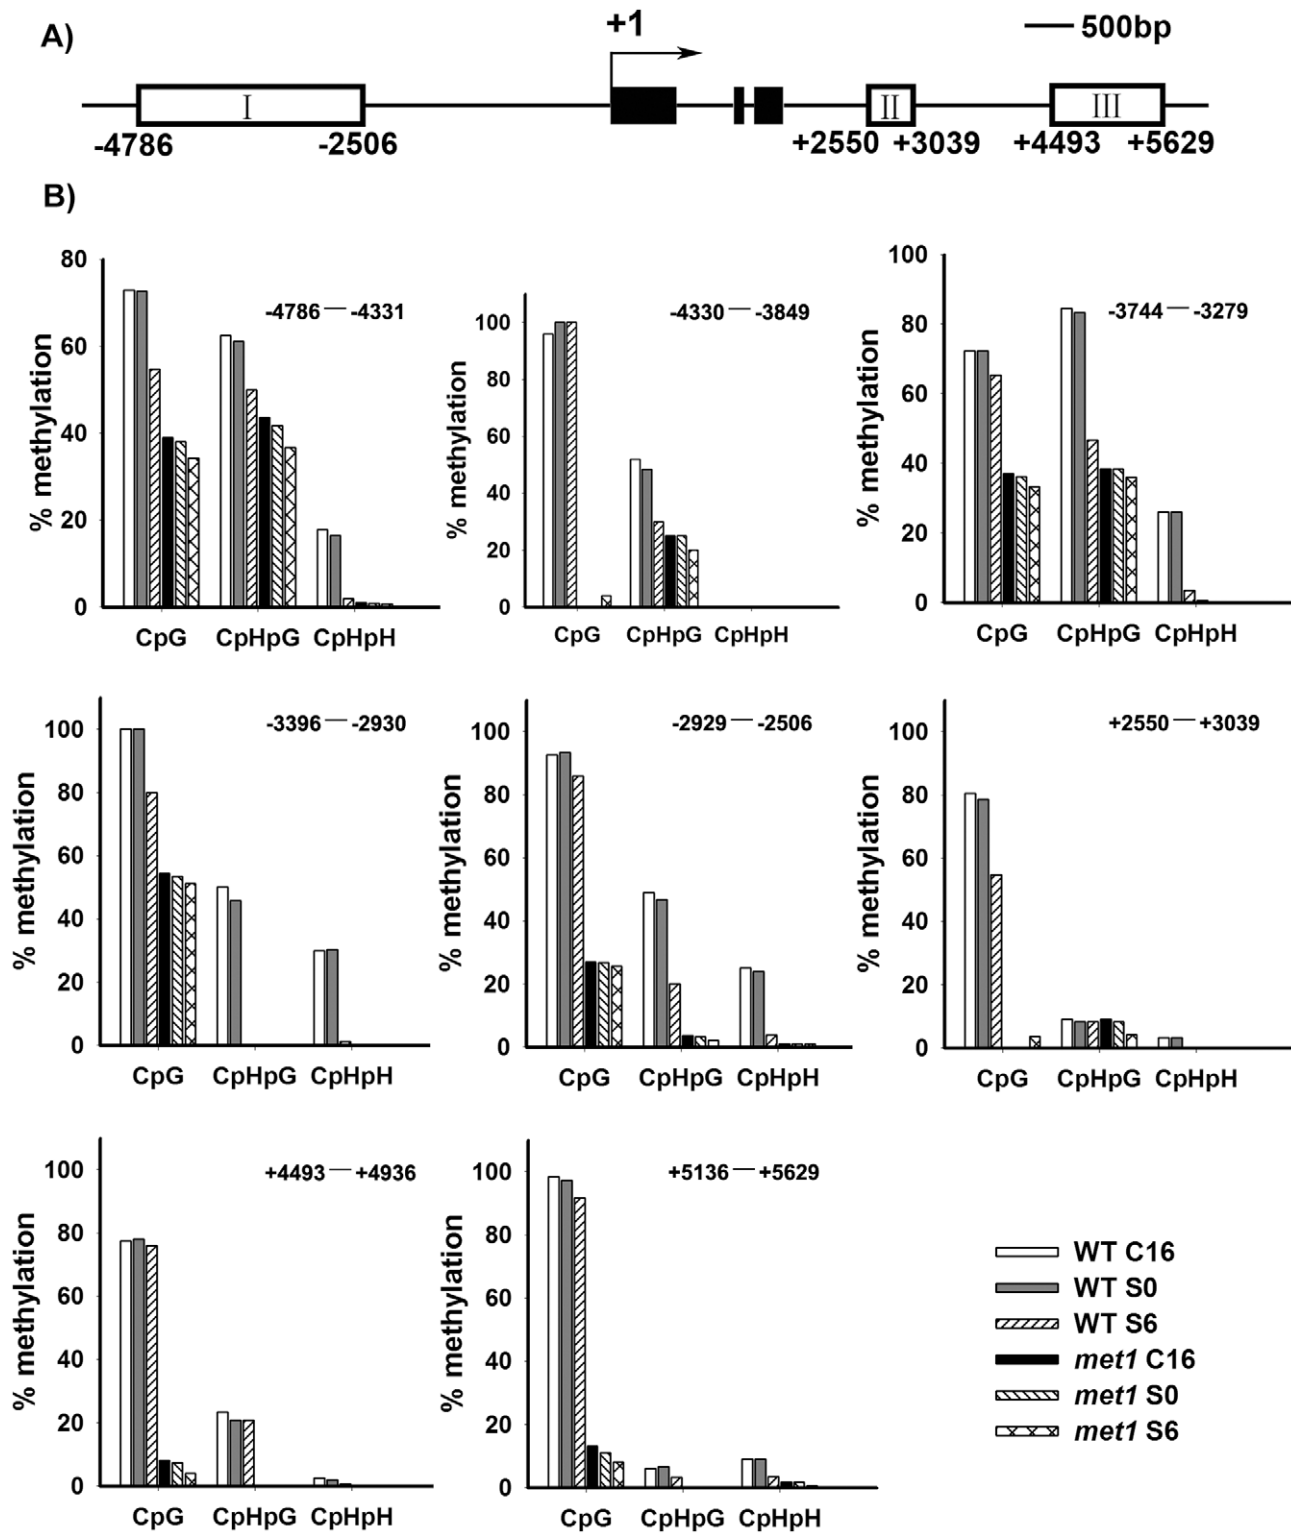 A)
+1
500bp
I
II
III
-4786
-2506
+2550
+3039
+4493
+5629
B)
% methylation
80
60
40
20
0
-4786 — -4331
CpG
CpHpG
CpHpH
% methylation
100
80
60
40
20
0
-4330 — -3849
CpG
CpHpG
CpHpH
% methylation
100
80
60
40
20
0
-3744 — -3279
CpG
CpHpG
CpHpH
% methylation
100
80
60
40
20
0
-3396 — -2930
CpG
CpHpG
CpHpH
% methylation
100
80
60
40
20
0
-2929 — -2506
CpG
CpHpG
CpHpH
% methylation
100
80
60
40
20
0
+2550 — +3039
CpG
CpHpG
CpHpH
% methylation
100
80
60
40
20
0
+4493 — +4936
CpG
CpHpG
CpHpH
% methylation
100
80
60
40
20
0
+5136 — +5629
CpG
CpHpG
CpHpH
WT C16
WT S0
WT S6
met1 C16
met1 S0
met1 S6